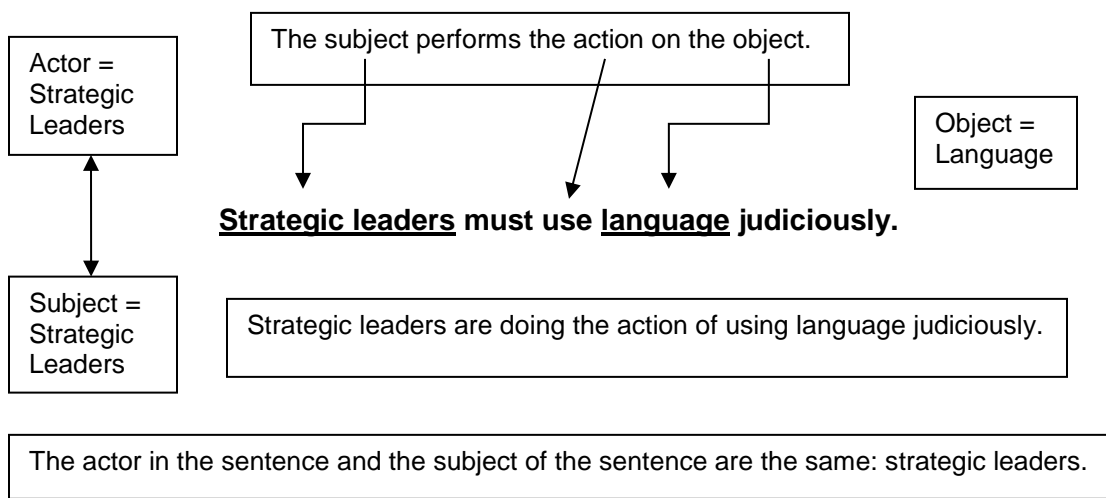 The subject performs the action on the object.
Actor =
Strategic
Leaders
Object =
Language
Strategic leaders must use language judiciously.
Subject =
Strategic
Leaders
Strategic leaders are doing the action of using language judiciously.
The actor in the sentence and the subject of the sentence are the same: strategic leaders.